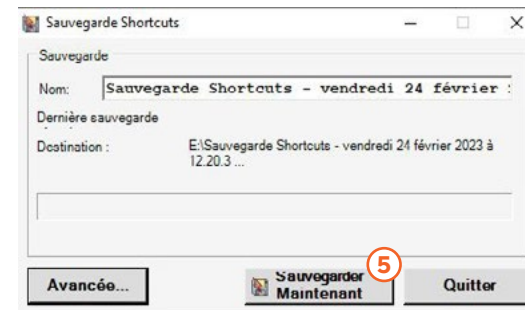 Sauvegarde Shortcuts
Sauvegarde
Nom: Sauvegarde Shortcuts - vendredi 24 février
Dernière sauvegarde
Destination : E:\Sauvegarde Shortcuts - vendredi 24 février 2023 à
12.20.3 ...
5
Avancée...
Sauvegarder
Maintenant
Quitter